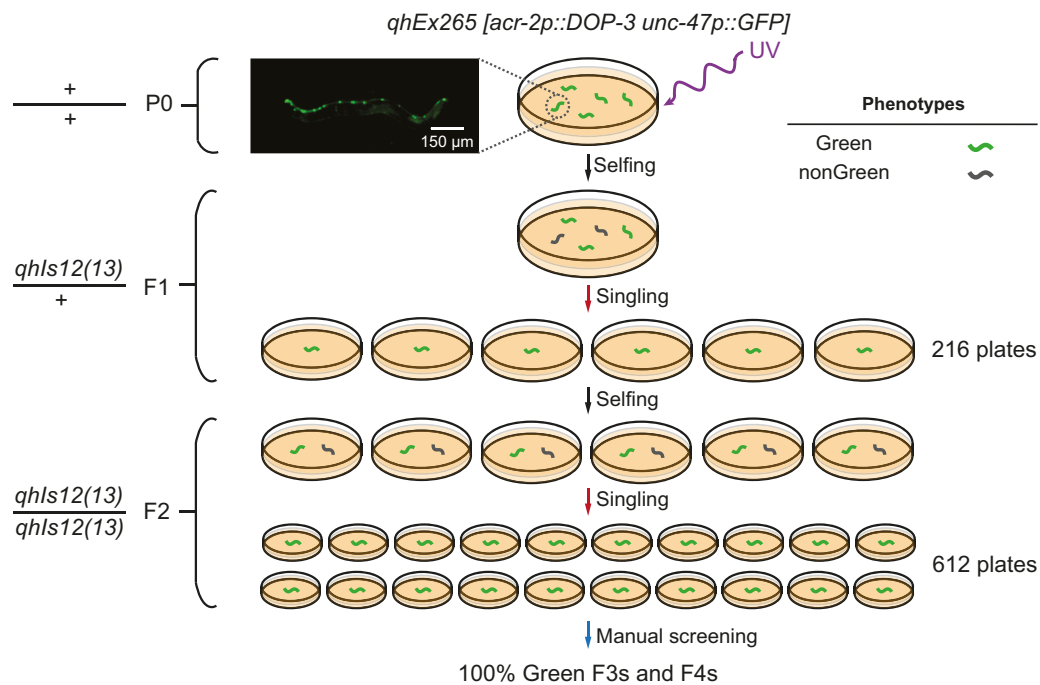 qhEx265 [acr-2p::DOP-3 unc-47p::GFP]
UV
+
+
P0
150 µm
Phenotypes
Green
nonGreen
Selfing
qhIs12(13)
+
F1
Singling
216 plates
Selfing
qhIs12(13)
qhIs12(13)
F2
Singling
612 plates
Manual screening
100% Green F3s and F4s